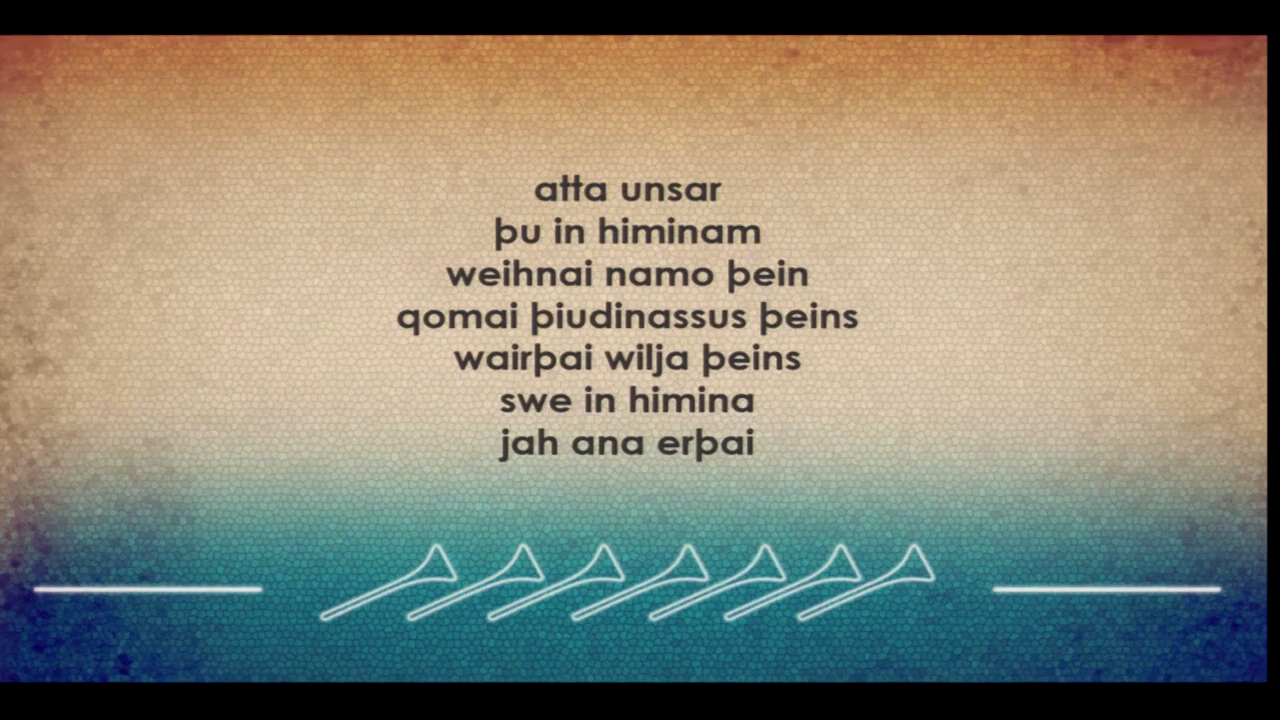 atta unsar
þu in himinam
weihnai namo þein
qomai þiudinassus þeins
wairþai wilja þeins
swe in himina
jah ana erþai